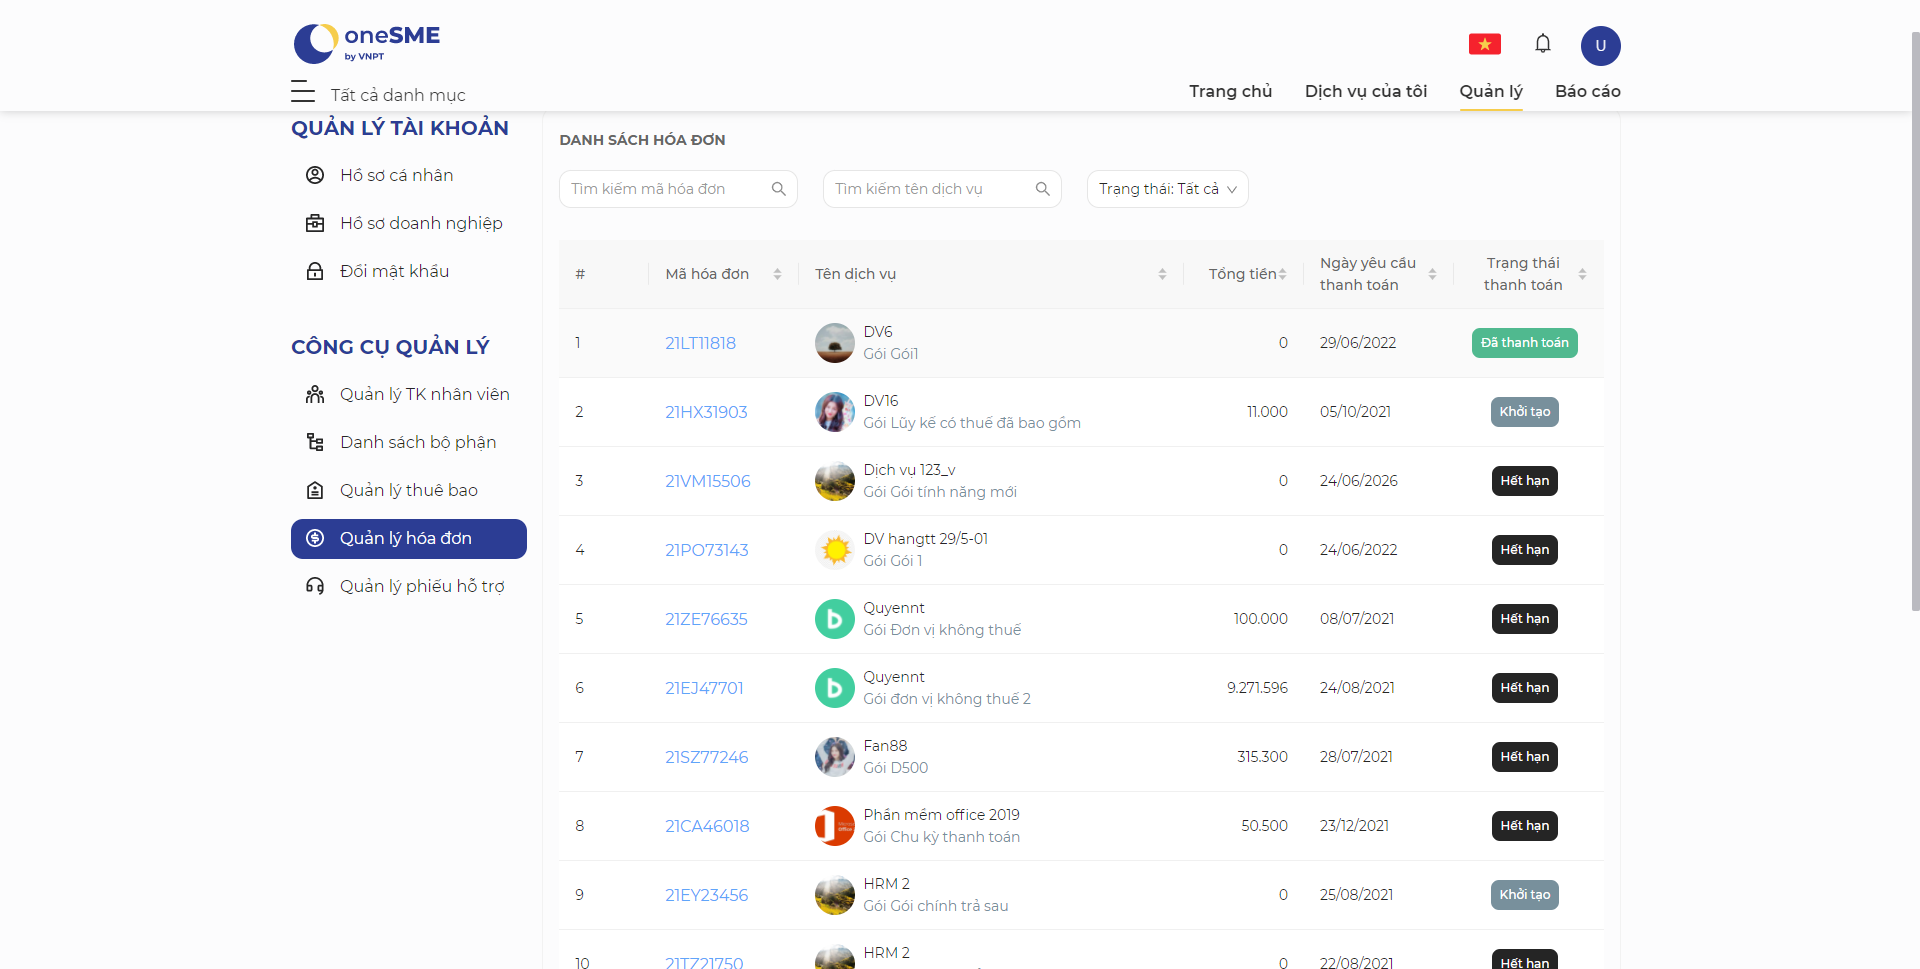 oneSME
by VNPT
U
Tất cả danh mục
Trang chủ
Dịch vụ của tôi
Quản lý
Báo cáo
QUẢN LÝ TÀI KHOẢN
Hồ sơ cá nhân
Hồ sơ doanh nghiệp
Đổi mật khẩu
CÔNG CỤ QUẢN LÝ
Quản lý TK nhân viên
Danh sách bộ phận
Quản lý thuê bao
Quản lý hóa đơn
Quản lý phiếu hỗ trợ
DANH SÁCH HÓA ĐƠN
Tìm kiếm mã hóa đơn
Tìm kiếm tên dịch vụ
Trạng thái: Tất cả
# Mã hóa đơn Tên dịch vụ Tổng tiền Ngày yêu cầu thanh toán Trạng thái thanh toán
1 21LT11818 DV6 0 29/06/2022 Đã thanh toán
Gói Gói1
2 21HX31903 DV16 11.000 05/10/2021 Khởi tạo
Gói Lũy kế có thuế đã bao gồm
3 21VM15506 Dịch vụ 123_v 0 24/06/2026 Hết hạn
Gói Gói tính năng mới
4 21PO73143 DV hangtt 29/5-01 0 24/06/2022 Hết hạn
Gói Gói 1
5 21ZE76635 Quyennt 100.000 08/07/2021 Hết hạn
Gói Đơn vị không thuế
6 21EJ47701 Quyennt 9.271.596 24/08/2021 Hết hạn
Gói đơn vị không thuế 2
7 21SZ77246 Fan88 315.300 28/07/2021 Hết hạn
Gói D500
8 21CA46018 Phần mềm office 2019 50.500 23/12/2021 Hết hạn
Gói Chu kỳ thanh toán
9 21EY23456 HRM 2 0 25/08/2021 Khởi tạo
Gói Gói chính trả sau
10 21TZ21750 HRM 2 0 22/08/2021 Hết hạn